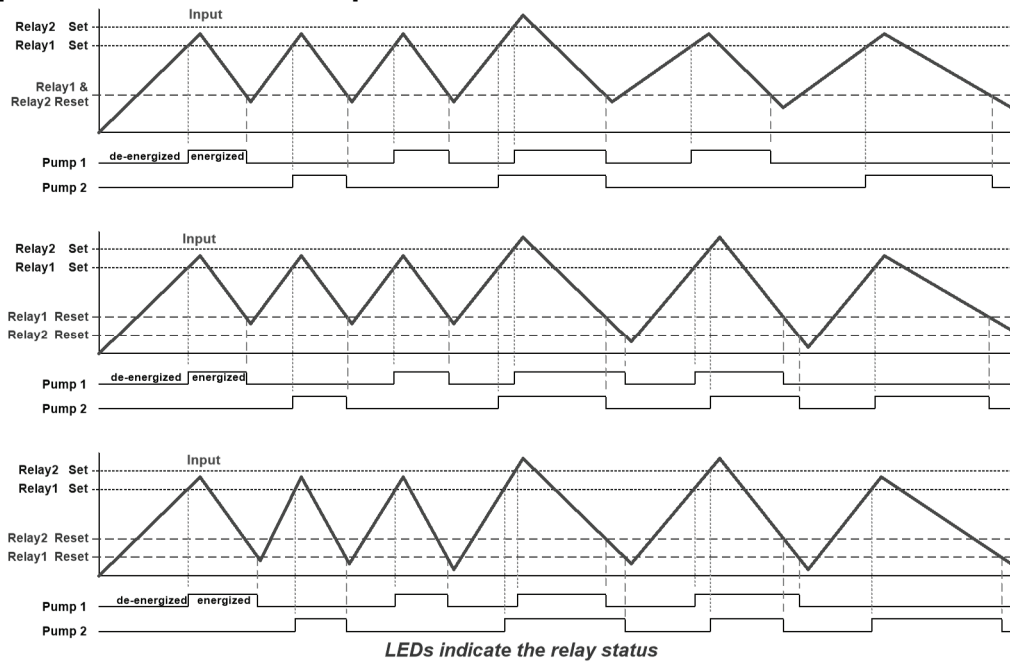 Input
Relay2 Set
Relay1 Set
Relay1 &
Relay2 Reset
de-energized energized
Pump 1
Pump 2
Input
Relay2 Set
Relay1 Set
Relay1 Reset
Relay2 Reset
de-energized energized
Pump 1
Pump 2
Input
Relay2 Set
Relay1 Set
Relay2 Reset
Relay1 Reset
de-energized energized
Pump 1
Pump 2
LEDs indicate the relay status